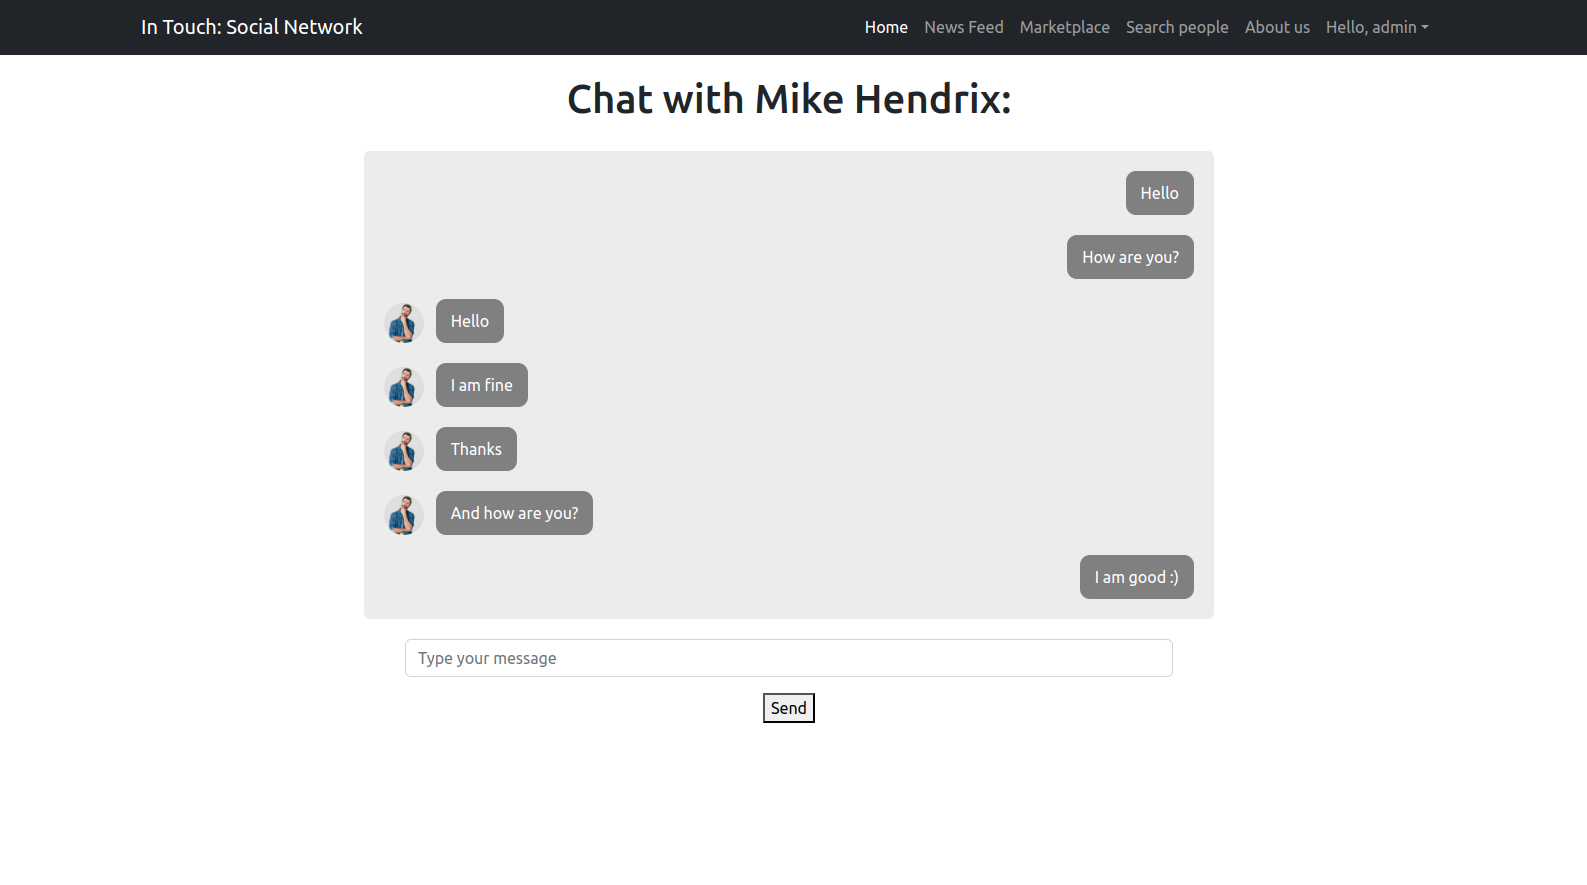 In Touch: Social Network
Home News Feed Marketplace Search people About us Hello, admin
Chat with Mike Hendrix:
Hello
How are you?
Hello
I am fine
Thanks
And how are you?
I am good :)
Type your message
Send